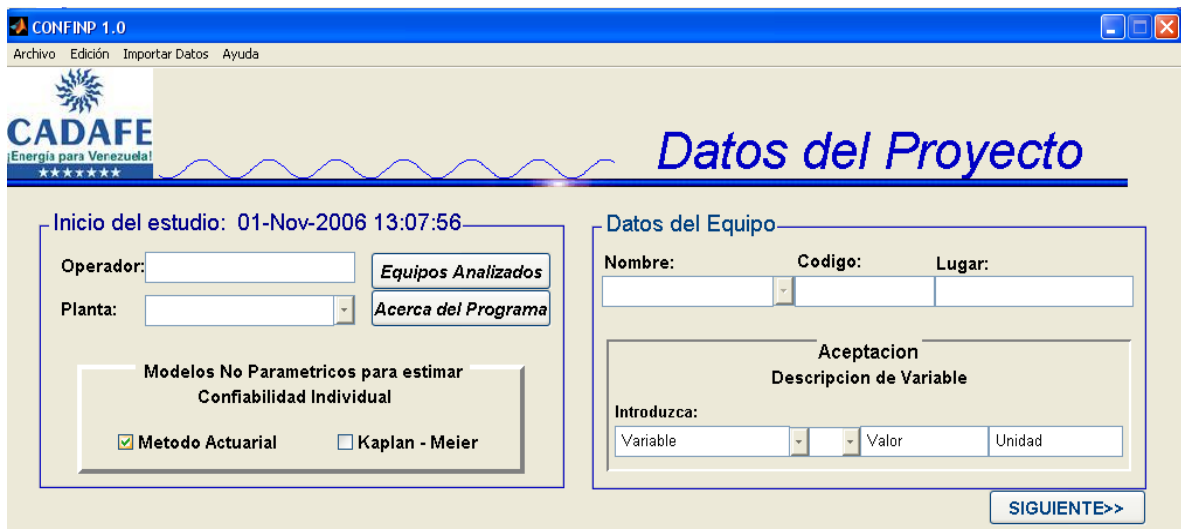 CONFINP 1.0
Archivo Edición Importar Datos Ayuda
CADAFE
¡Energía para Venezuela!
Datos del Proyecto
Inicio del estudio: 01-Nov-2006 13:07:56
Operador:
Equipos Analizados
Planta:
Acerca del Programa
Modelos No Parametricos para estimar
Confiabilidad Individual
Metodo Actuarial
Kaplan - Meier
Datos del Equipo
Nombre: Codigo: Lugar:
Aceptacion
Descripcion de Variable
Introduzca:
Variable Valor Unidad
SIGUIENTE>>